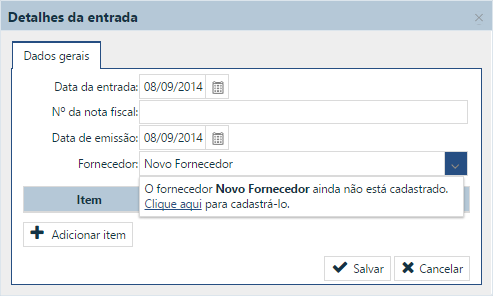 Detalhes da entrada
Dados gerais
Data da entrada: 08/09/2014
Nº da nota fiscal:
Data de emissão: 08/09/2014
Fornecedor: Novo Fornecedor
O fornecedor Novo Fornecedor ainda não está cadastrado.
Clique aqui para cadastrá-lo.
Item
Adicionar item
Salvar Cancelar